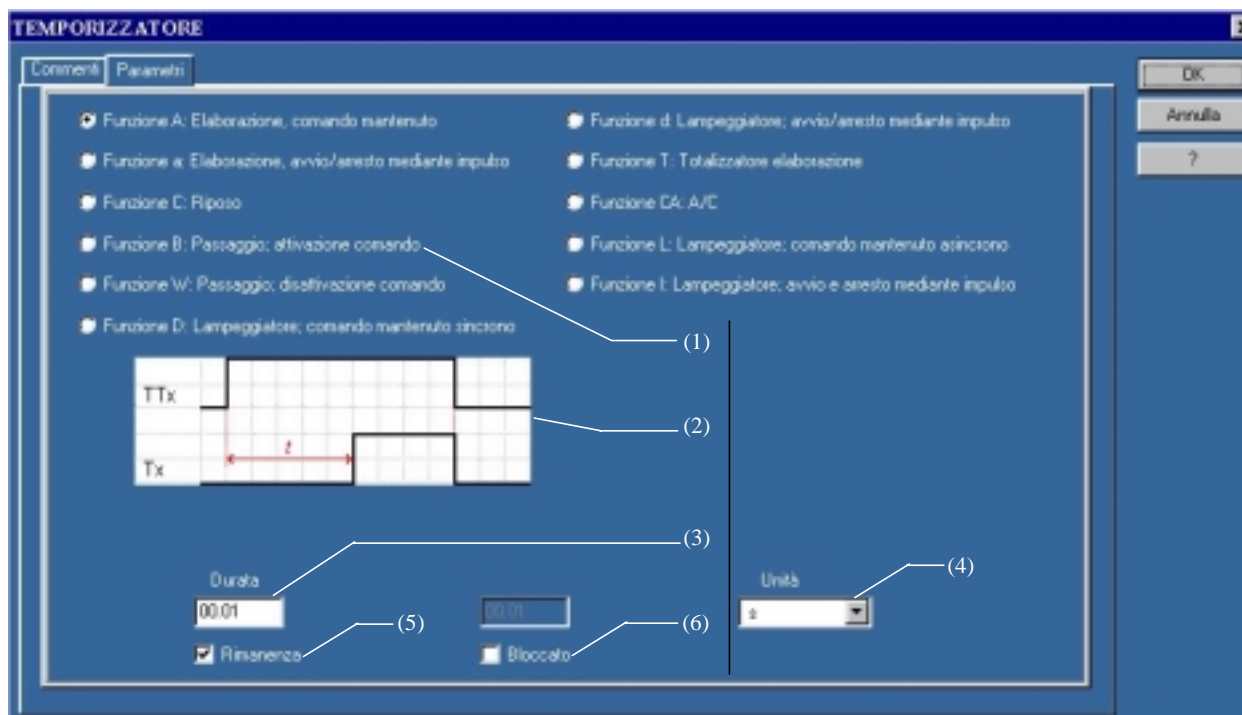 TEMPORIZZATORE
Commenti
Parametri
OK
Annulla
?
Funzione A: Elaborazione, comando mantenuto
Funzione a: Elaborazione, avvio/arresto mediante impulso
Funzione C: Riposo
Funzione B: Passaggio; attivazione comando
Funzione W: Passaggio; disattivazione comando
Funzione D: Lampeggiatore; comando mantenuto sincrono
Funzione d: Lampeggiatore; avvio/arresto mediante impulso
Funzione T: Totalizzatore elaborazione
Funzione CA: A/C
Funzione L: Lampeggiatore; comando mantenuto asincrono
Funzione l: Lampeggiatore; avvio e arresto mediante impulso
(1)
TTx
(2)
t
Tx
(3)
(4)
Durata
Unità
00.01
00.01
s
(5)
(6)
Rimanenza
Bloccato